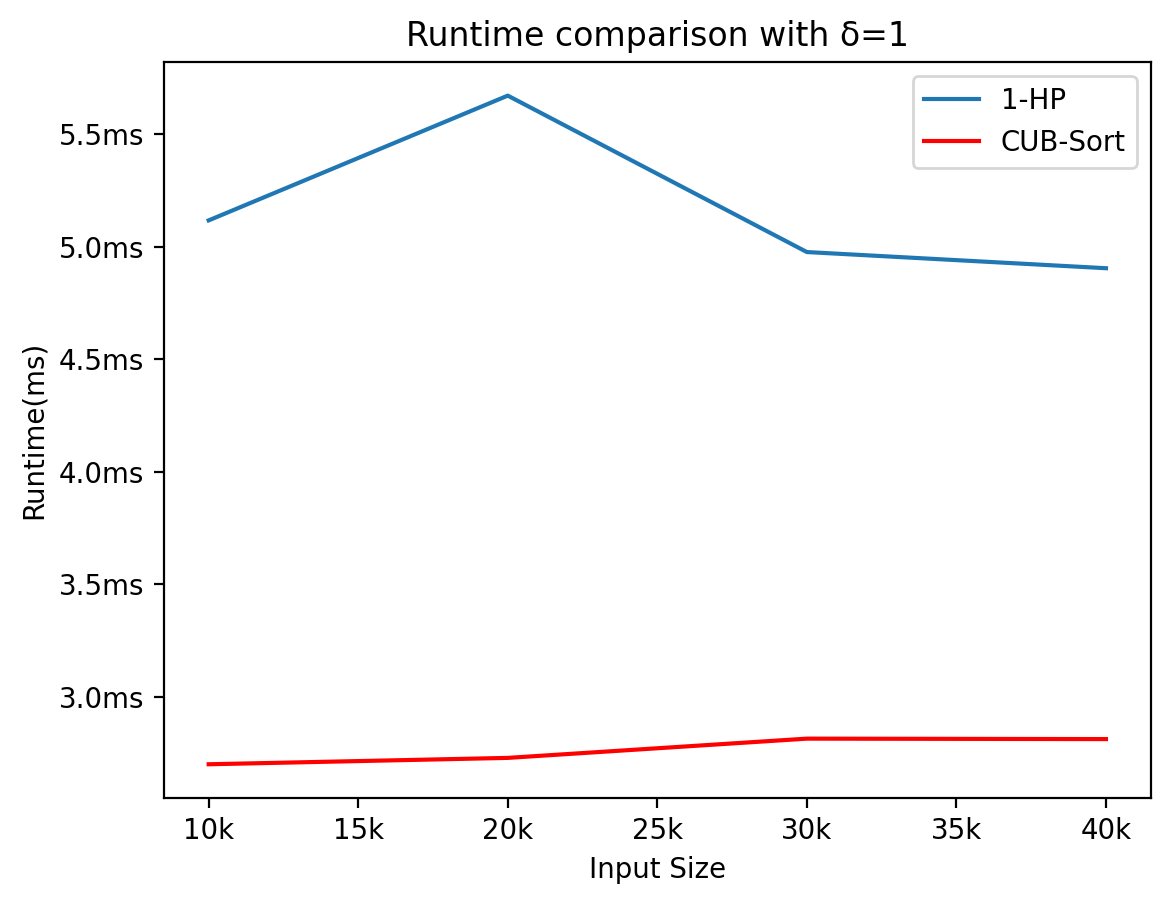 Runtime comparison with δ=1
1-HP
CUB-Sort
5.5ms
5.0ms
4.5ms
4.0ms
3.5ms
3.0ms
Runtime(ms)
10k 15k 20k 25k 30k 35k 40k
Input Size